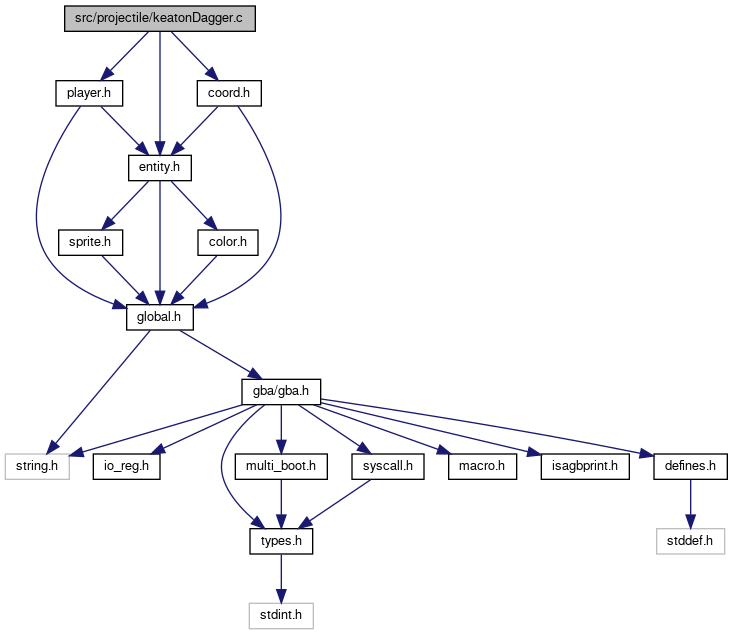 src/projectile/keatonDagger.c
player.h
coord.h
entity.h
sprite.h
color.h
global.h
gba/gba.h
string.h
io_reg.h
multi_boot.h
syscall.h
macro.h
isagbprint.h
defines.h
types.h
stddef.h
stdint.h